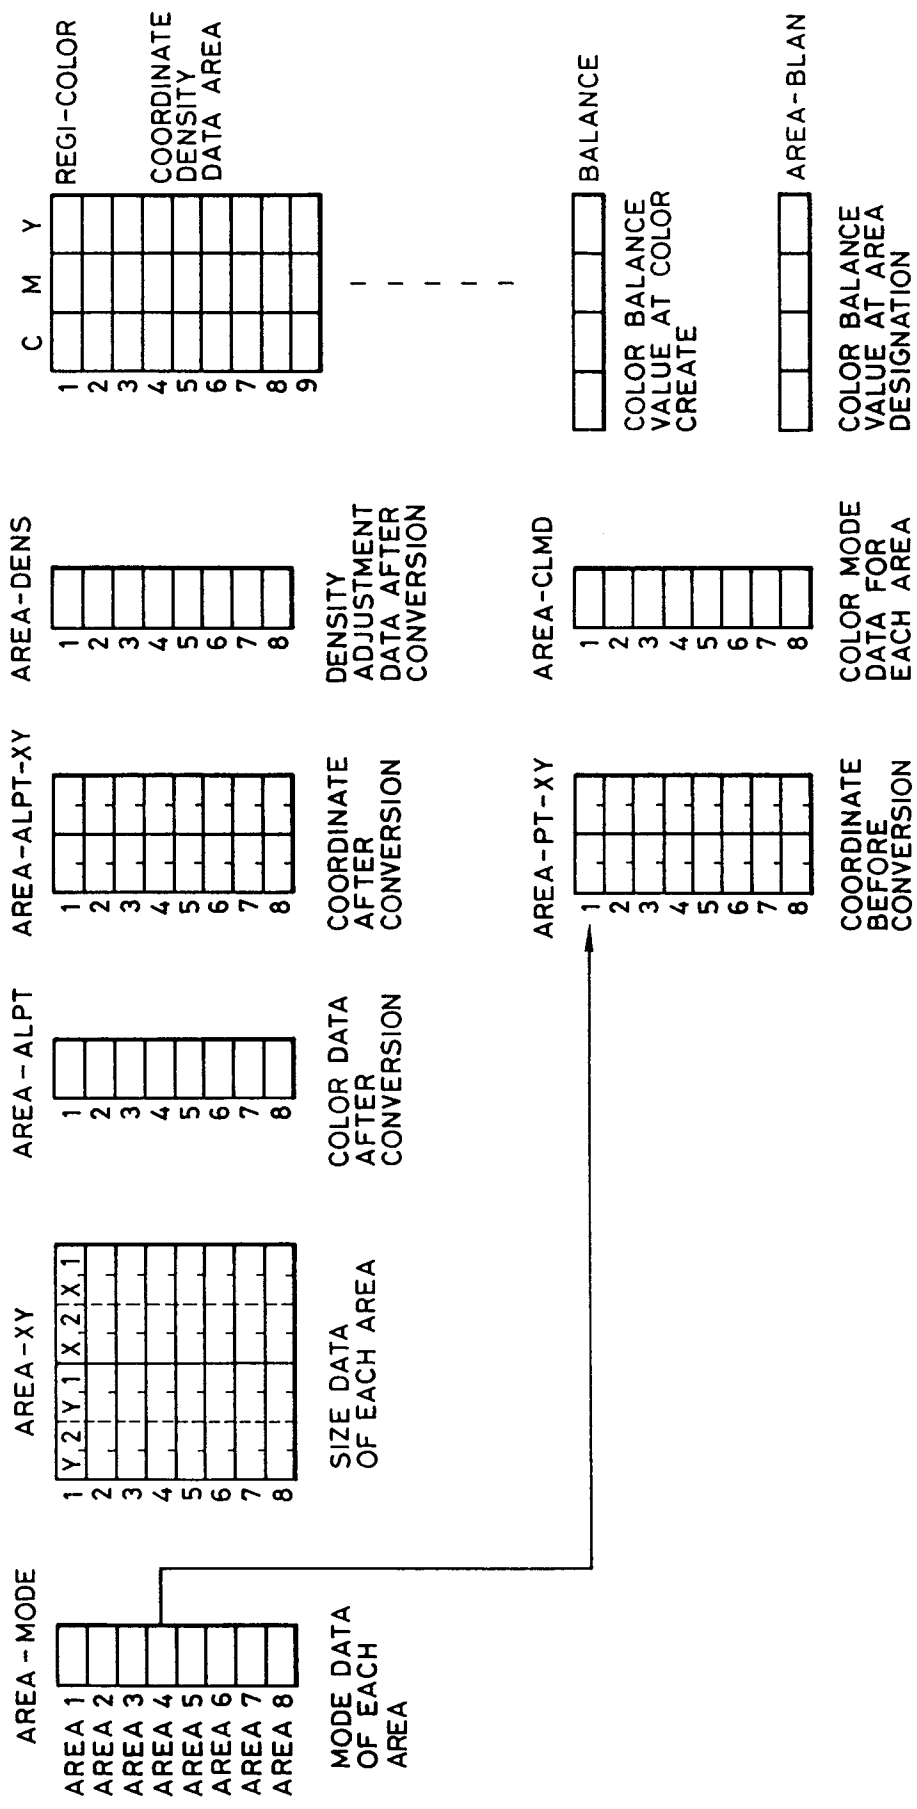 AREA-MODE
AREA 1
AREA 2
AREA 3
AREA 4
AREA 5
AREA 6
AREA 7
AREA 8
MODE DATA
OF EACH
AREA
AREA-XY
Y,2 Y,1 X,2 X,1
1
2
3
4
5
6
7
8
SIZE DATA
OF EACH AREA
AREA-ALPT
1
2
3
4
5
6
7
8
COLOR DATA
AFTER
CONVERSION
AREA-ALPT-XY
1
2
3
4
5
6
7
8
COORDINATE
AFTER
CONVERSION
AREA-DENS
1
2
3
4
5
6
7
8
DENSITY
ADJUSTMENT
DATA AFTER
CONVERSION
C M Y
1
2
3
4
5
6
7
8
9
REGI-COLOR
COORDINATE
DENSITY
DATA AREA
AREA-PT-XY
1
2
3
4
5
6
7
8
COORDINATE
BEFORE
CONVERSION
AREA-CLMD
1
2
3
4
5
6
7
8
COLOR MODE
DATA FOR
EACH AREA
BALANCE
COLOR BALANCE
VALUE AT COLOR
CREATE
AREA-BLAN
COLOR BALANCE
VALUE AT AREA
DESIGNATION